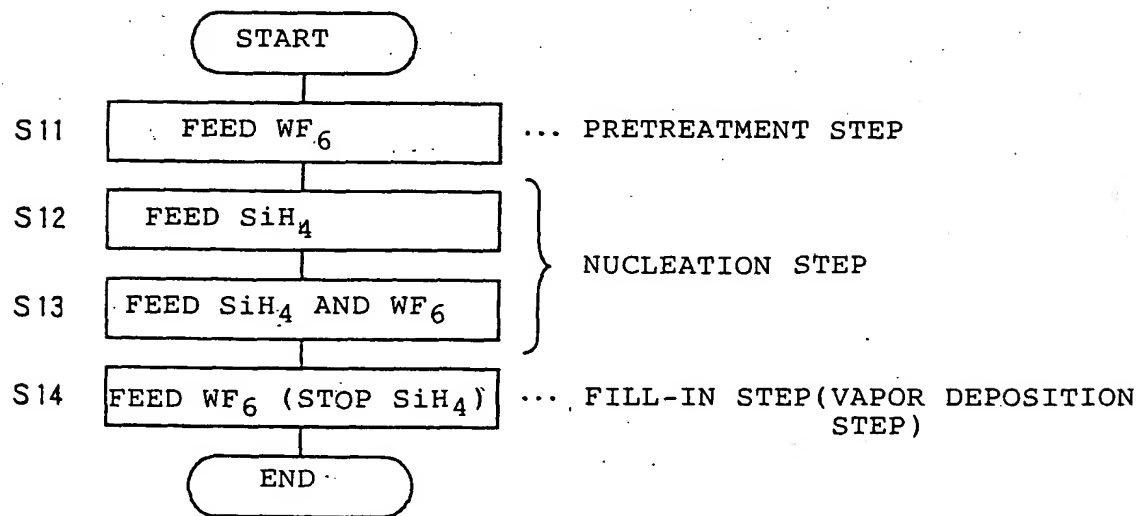 START
S11 FEED WF6 ... PRETREATMENT STEP
S12 FEED SiH4
NUCLEATION STEP
S13 FEED SiH4 AND WF6
S14 FEED WF6 (STOP SiH4) ... FILL-IN STEP(VAPOR DEPOSITION
STEP)
END